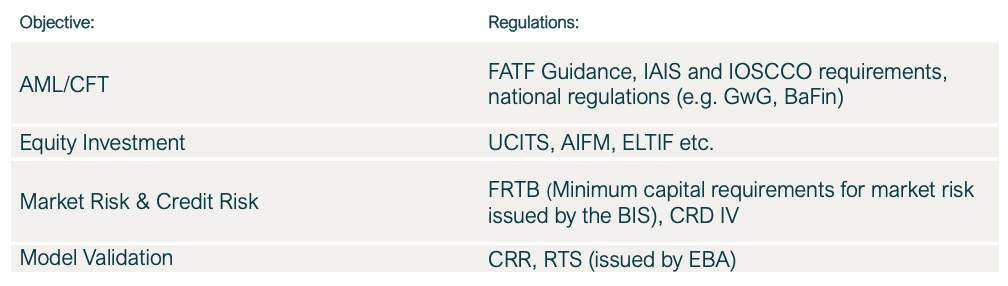 Objective: Regulations:
AML/CFT
FATF Guidance, IAIS and IOSCCO requirements,
national regulations (e.g. GwG, BaFin)
Equity Investment
UCITS, AIFM, ELTIF etc.
Market Risk & Credit Risk
FRTB (Minimum capital requirements for market risk
issued by the BIS), CRD IV
Model Validation
CRR, RTS (issued by EBA)